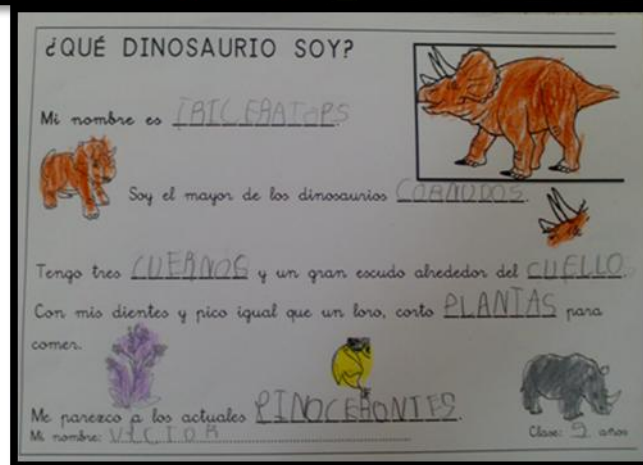 ¿QUÉ DINOSAURIO SOY?
Mi nombre es TRICERATOPS.
Soy el mayor de los dinosaurios CORNUDOS.
Tengo tres CUERNOS y un gran escudo alrededor del CUELLO.
Con mis dientes y pico igual que un loro, corto PLANTAS para
comer.
Me parezco a los actuales RINOCERONTES.
Mi nombre: VICTOR
Clase: 5 años